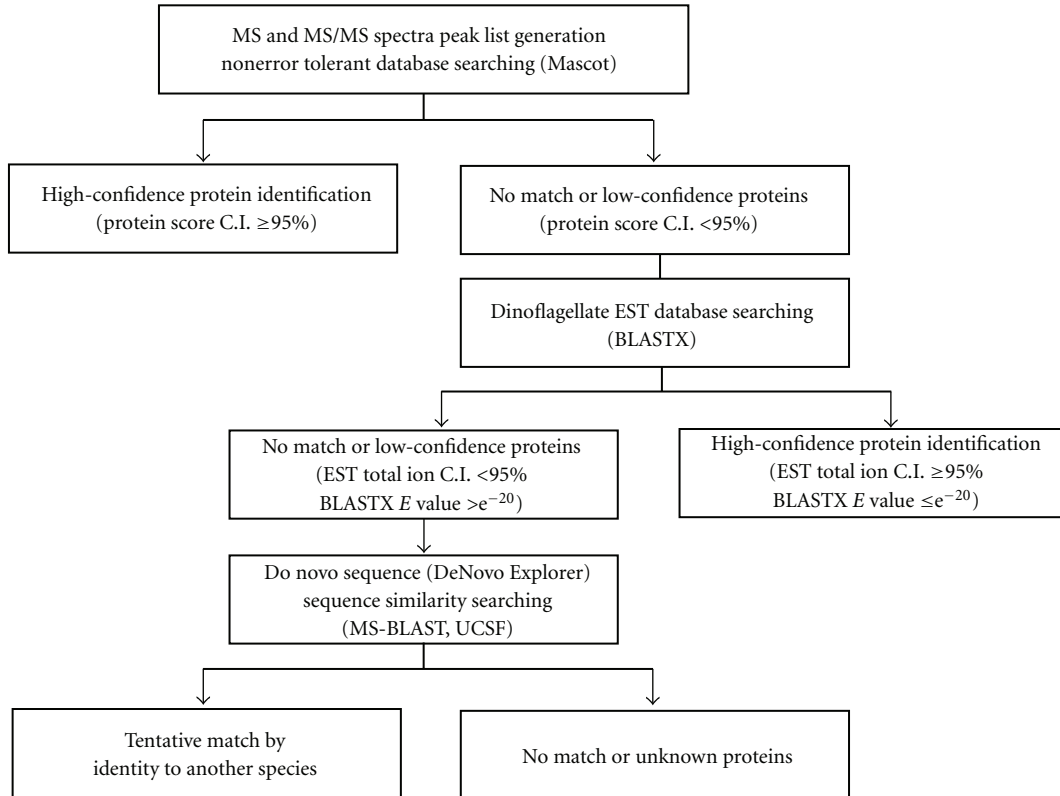 MS and MS/MS spectra peak list generation
nonerror tolerant database searching (Mascot)
High-confidence protein identification
(protein score C.I. ≥95%)
No match or low-confidence proteins
(protein score C.I. <95%)
Dinoflagellate EST database searching
(BLASTX)
No match or low-confidence proteins
(EST total ion C.I. <95%
BLASTX E value >e⁻²⁰)
High-confidence protein identification
(EST total ion C.I. ≥95%
BLASTX E value ≤e⁻²⁰)
Do novo sequence (DeNovo Explorer)
sequence similarity searching
(MS-BLAST, UCSF)
Tentative match by
identity to another species
No match or unknown proteins